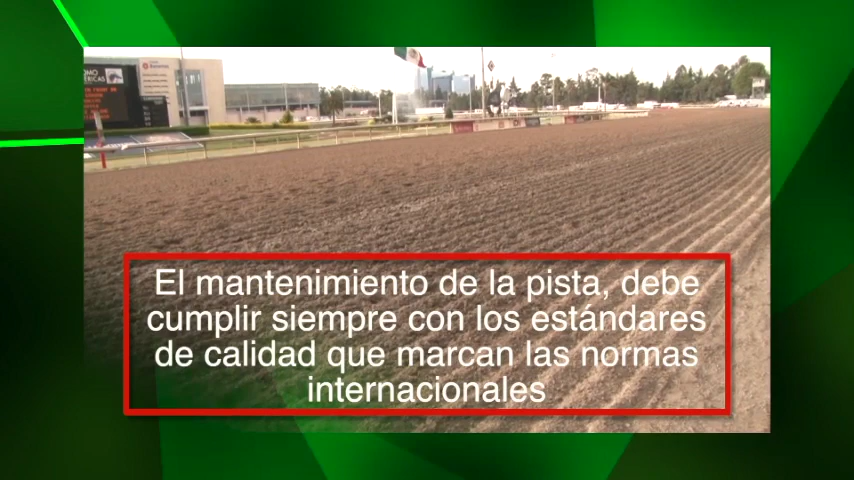 El mantenimiento de la pista, debe
cumplir siempre con los estándares
de calidad que marcan las normas
internacionales